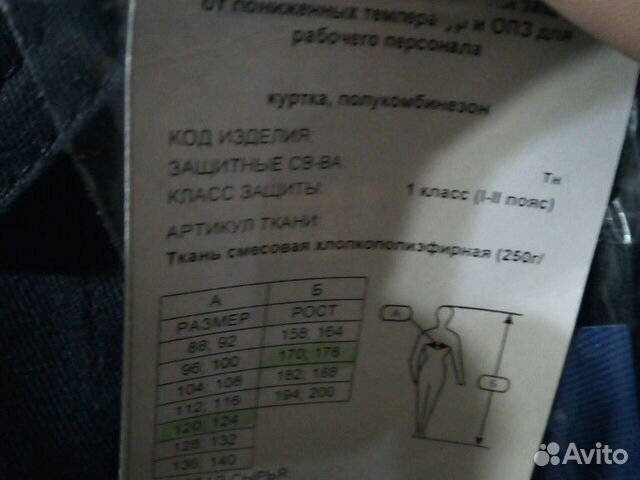 от пониженных темпера и ОПЗ для
рабочего персонала
куртка, полукомбинезон
КОД ИЗДЕЛИЯ:
ЗАЩИТНЫЕ СВ-ВА: Тн
КЛАСС ЗАЩИТЫ: 1 класс (I-II пояс)
АРТИКУЛ ТКАНИ:
Ткань смесовая хлопкополиэфирная (250г/
А Б
РАЗМЕР РОСТ
88; 92 158; 164
96; 100 170; 176
104; 108 182; 188
112; 116 194; 200
120; 124
128; 132
136; 140
СЫРЬЯ:
А
Б
Avito